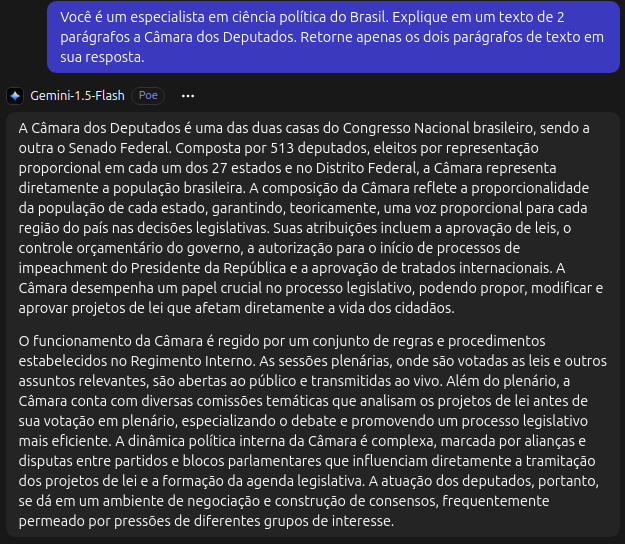 Você é um especialista em ciência política do Brasil. Explique em um texto de 2
parágrafos a Câmara dos Deputados. Retorne apenas os dois parágrafos de texto em
sua resposta.
Gemini-1.5-Flash Poe ...
A Câmara dos Deputados é uma das duas casas do Congresso Nacional brasileiro, sendo a
outra o Senado Federal. Composta por 513 deputados, eleitos por representação
proporcional em cada um dos 27 estados e no Distrito Federal, a Câmara representa
diretamente a população brasileira. A composição da Câmara reflete a proporcionalidade
da população de cada estado, garantindo, teoricamente, uma voz proporcional para cada
região do país nas decisões legislativas. Suas atribuições incluem a aprovação de leis, o
controle orçamentário do governo, a autorização para o início de processos de
impeachment do Presidente da República e a aprovação de tratados internacionais. A
Câmara desempenha um papel crucial no processo legislativo, podendo propor, modificar e
aprovar projetos de lei que afetam diretamente a vida dos cidadãos.
O funcionamento da Câmara é regido por um conjunto de regras e procedimentos
estabelecidos no Regimento Interno. As sessões plenárias, onde são votadas as leis e outros
assuntos relevantes, são abertas ao público e transmitidas ao vivo. Além do plenário, a
Câmara conta com diversas comissões temáticas que analisam os projetos de lei antes de
sua votação em plenário, especializando o debate e promovendo um processo legislativo
mais eficiente. A dinâmica política interna da Câmara é complexa, marcada por alianças e
disputas entre partidos e blocos parlamentares que influenciam diretamente a tramitação
dos projetos de lei e a formação da agenda legislativa. A atuação dos deputados, portanto,
se dá em um ambiente de negociação e construção de consensos, frequentemente
permeado por pressões de diferentes grupos de interesse.